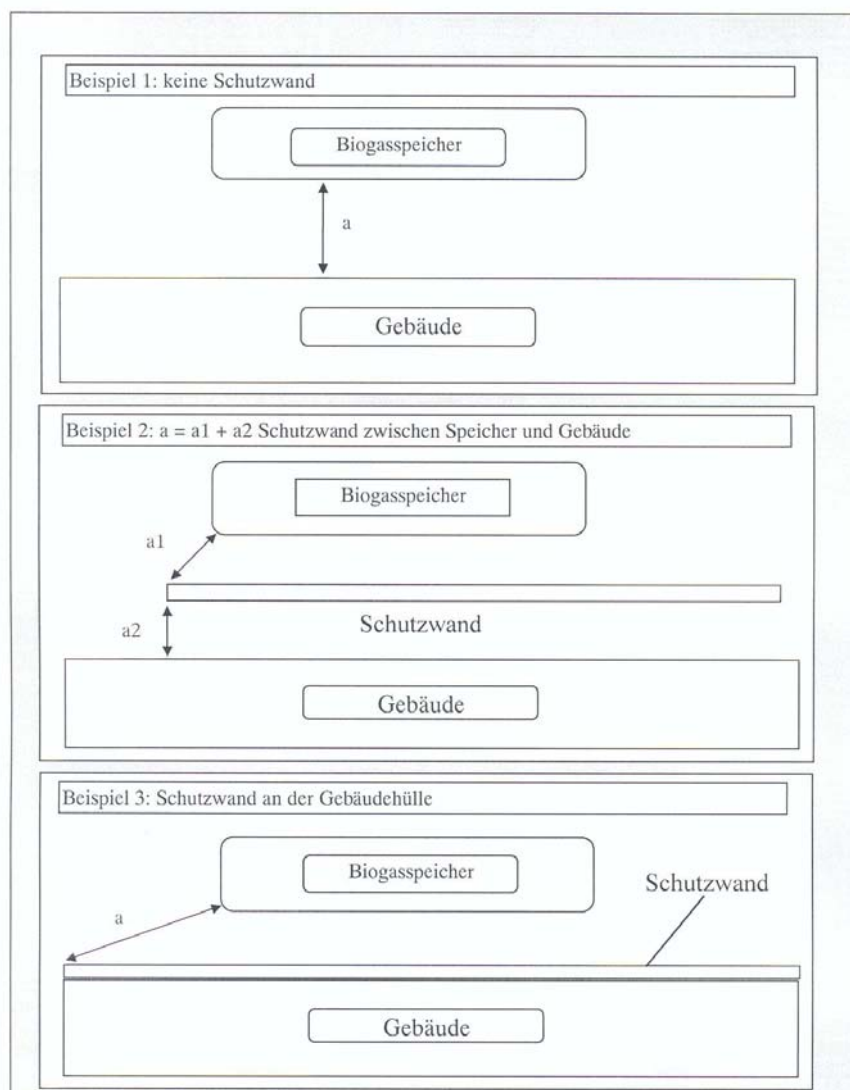 Beispiel 1: keine Schutzwand
Biogasspeicher
a
Gebäude
Beispiel 2: a = a1 + a2 Schutzwand zwischen Speicher und Gebäude
Biogasspeicher
a1
Schutzwand
a2
Gebäude
Beispiel 3: Schutzwand an der Gebäudehülle
Biogasspeicher
Schutzwand
a
Gebäude